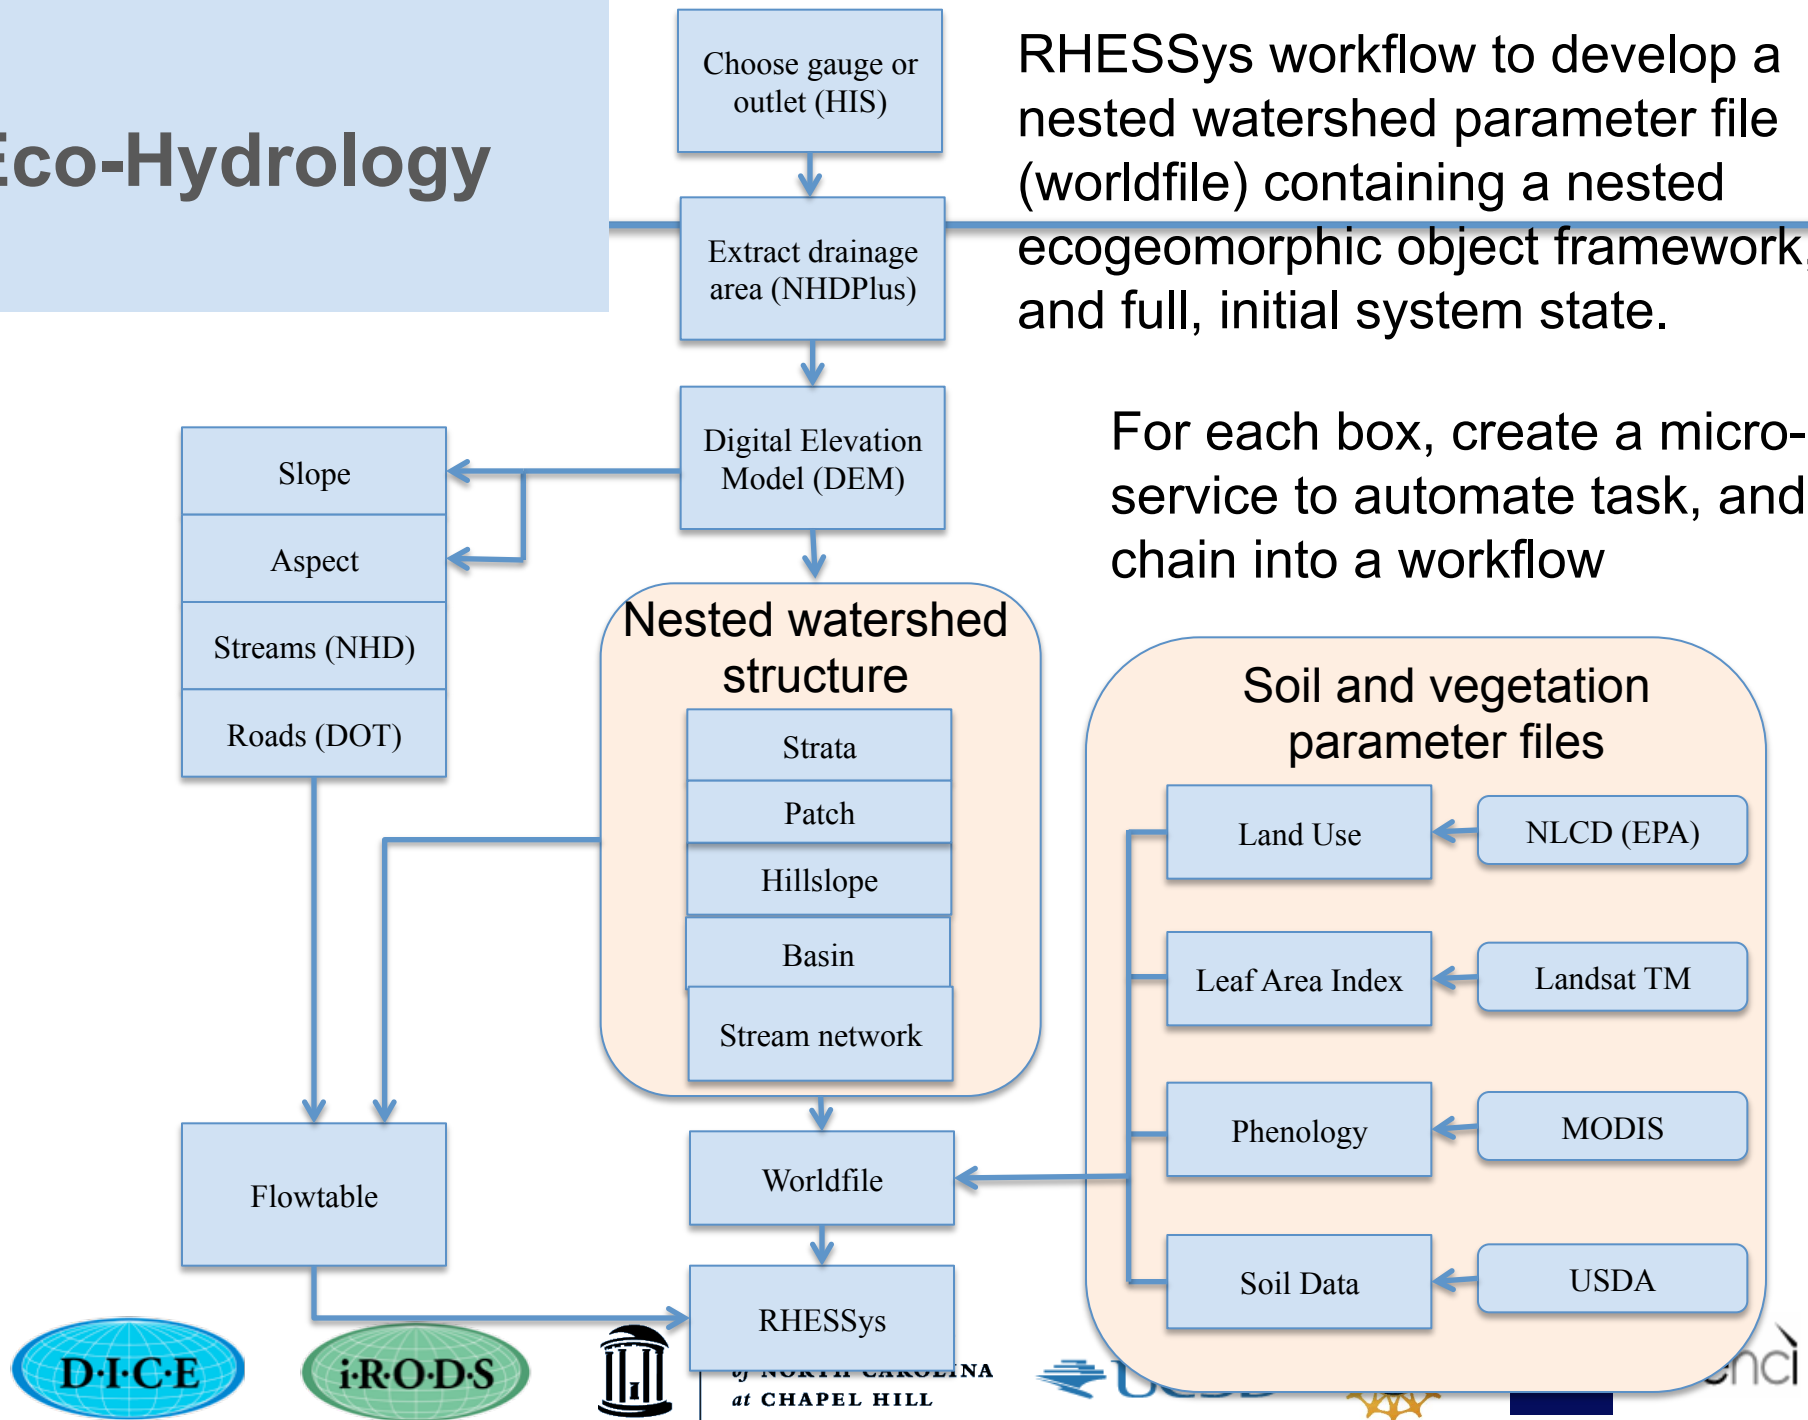 Eco-Hydrology
Choose gauge or
outlet (HIS)
Extract drainage
area (NHDPlus)
Digital Elevation
Model (DEM)
RHESSys workflow to develop a
nested watershed parameter file
(worldfile) containing a nested
ecogeomorphic object framework,
and full, initial system state.
For each box, create a micro-
service to automate task, and
chain into a workflow
Slope
Aspect
Streams (NHD)
Roads (DOT)
Nested watershed
structure
Strata
Patch
Hillslope
Basin
Stream network
Soil and vegetation
parameter files
Land Use
NLCD (EPA)
Leaf Area Index
Landsat TM
Phenology
MODIS
Soil Data
USDA
Flowtable
Worldfile
RHESSys
D·I·C·E
i·R·O·D·S
of NORTH CAROLINA
at CHAPEL HILL
UCSD